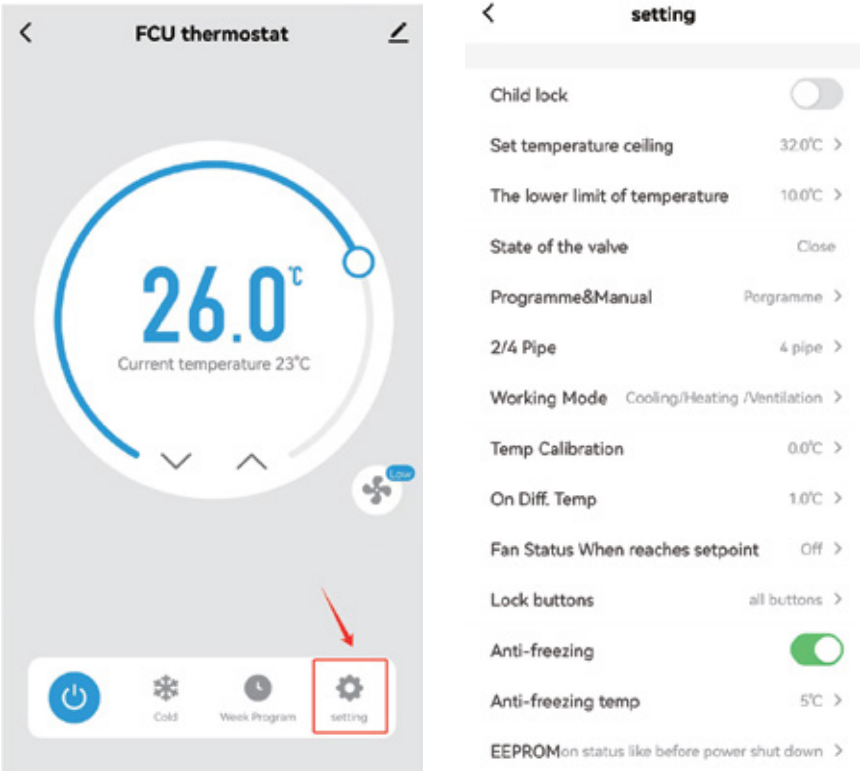 FCU thermostat
26.0℃
Current temperature 23℃
Low
Cold
Week Program
setting
setting
Child lock
Set temperature ceiling 32.0℃ >
The lower limit of temperature 10.0℃ >
State of the valve Close
Programme&Manual Porgramme >
2/4 Pipe 4 pipe >
Working Mode Cooling/Heating /Ventilation >
Temp Calibration 0.0℃ >
On Diff. Temp 1.0℃ >
Fan Status When reaches setpoint Off >
Lock buttons all buttons >
Anti-freezing
Anti-freezing temp 5℃ >
EEPROM on status like before power shut down >